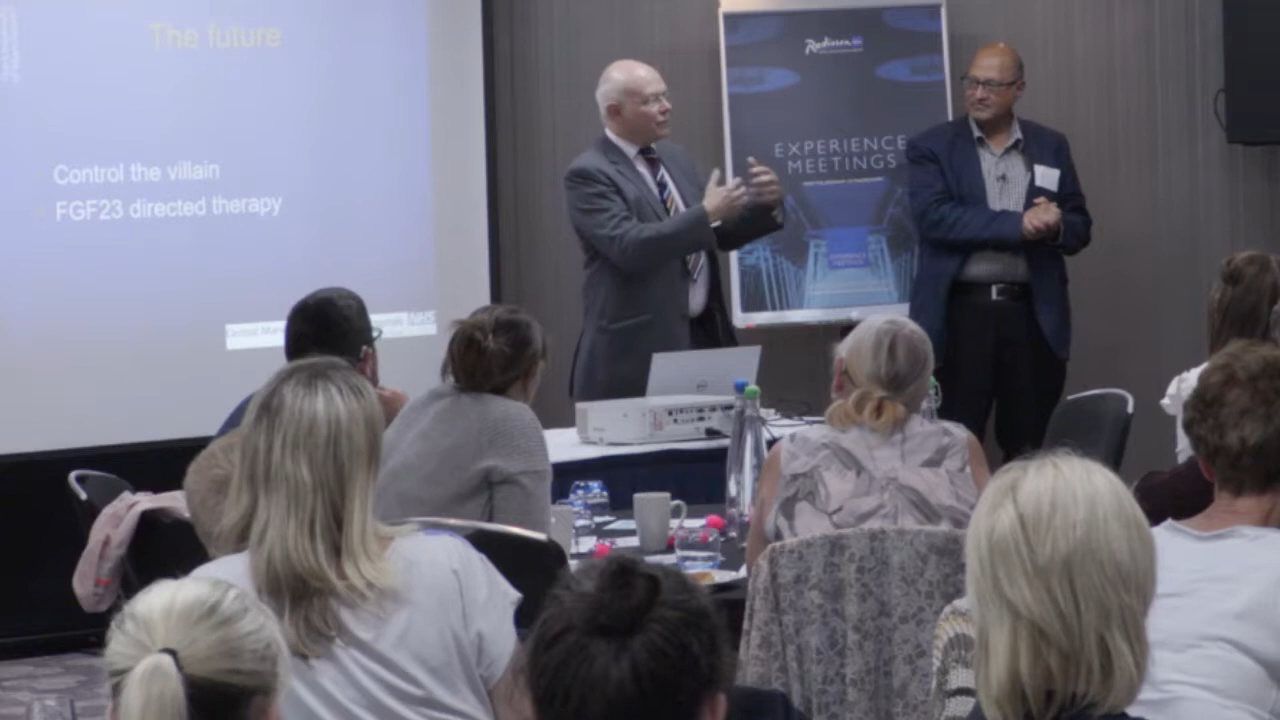 The future
Control the villain
FGF23 directed therapy
NHS
Radisson
EXPERIENCE
MEETINGS